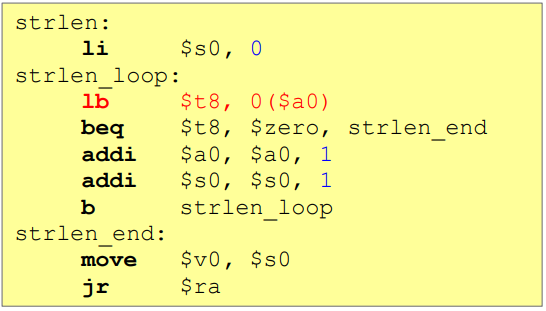 strlen:
li $s0, 0
strlen_loop:
lb $t8, 0($a0)
beq $t8, $zero, strlen_end
addi $a0, $a0, 1
addi $s0, $s0, 1
b strlen_loop
strlen_end:
move $v0, $s0
jr $ra